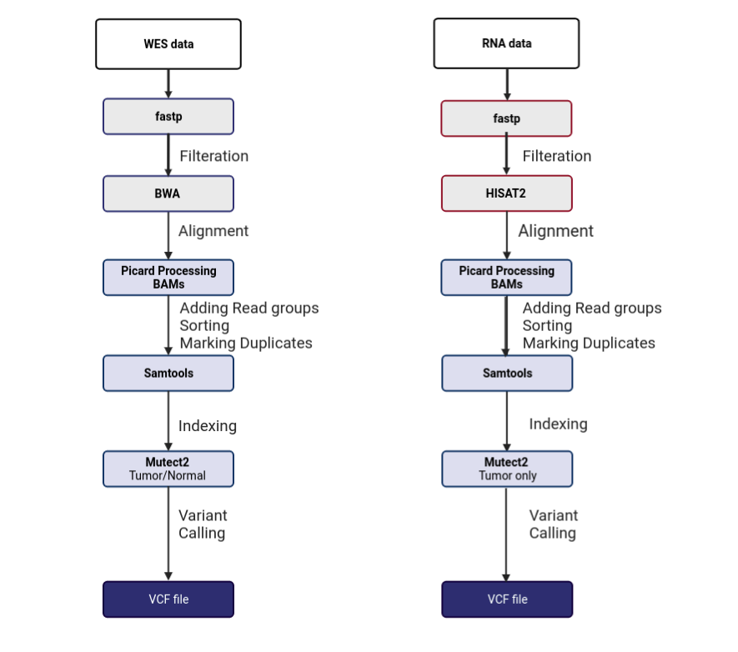 WES data
fastp
Filteration
BWA
Alignment
Picard Processing
BAMs
Adding Read groups
Sorting
Marking Duplicates
Samtools
Indexing
Mutect2
Tumor/Normal
Variant
Calling
VCF file
RNA data
fastp
Filteration
HISAT2
Alignment
Picard Processing
BAMs
Adding Read groups
Sorting
Marking Duplicates
Samtools
Indexing
Mutect2
Tumor only
Variant
Calling
VCF file